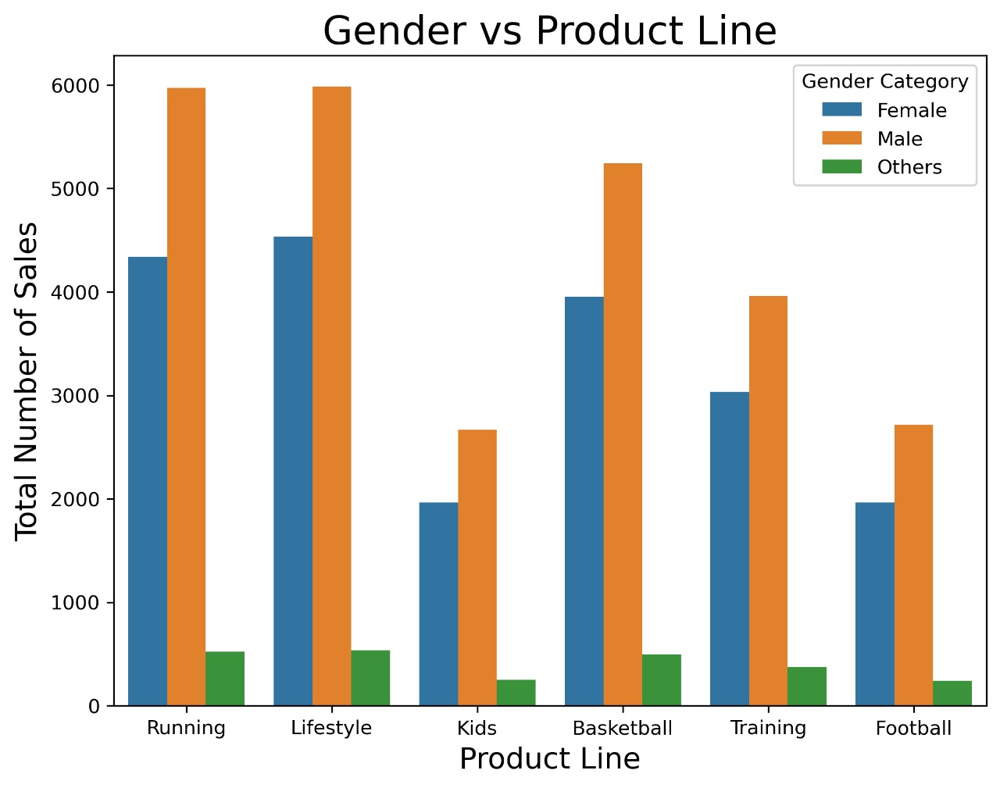 Gender vs Product Line
Gender Category
Female
Male
Others
Total Number of Sales
6000
5000
4000
3000
2000
1000
0
Running Lifestyle Kids Basketball Training Football
Product Line